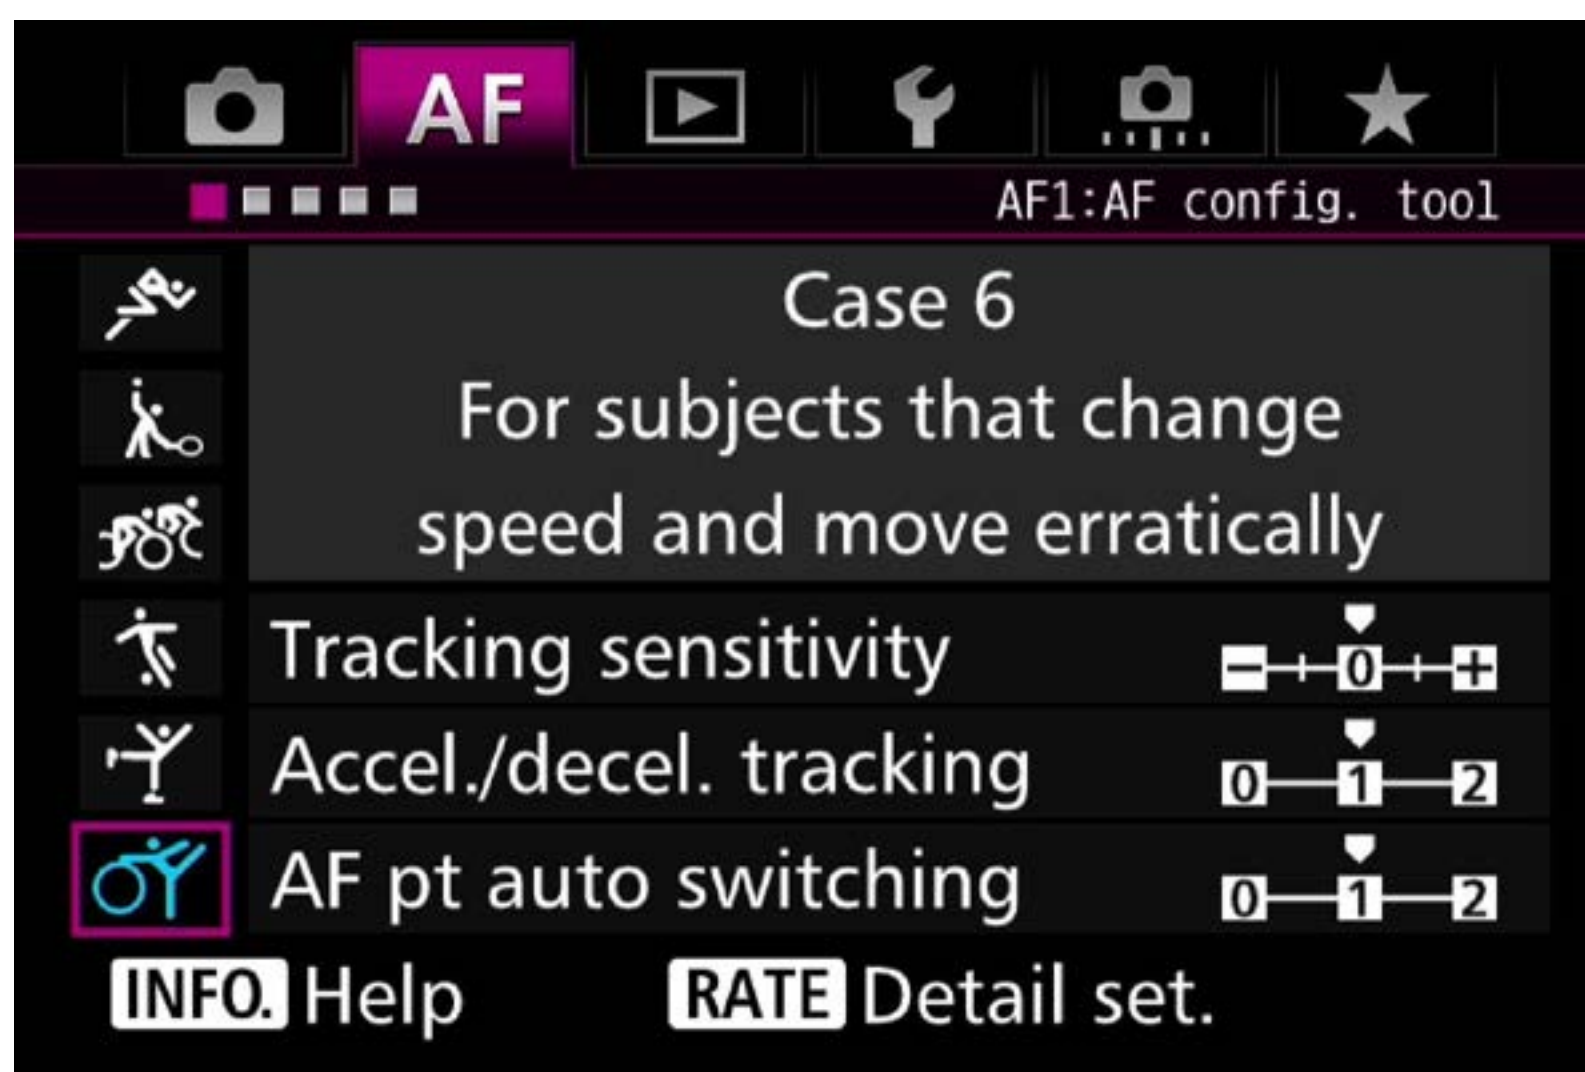 AF
AF1:AF config. tool
Case 6
For subjects that change
speed and move erratically
Tracking sensitivity
− 0 +
Accel./decel. tracking
0 1 2
AF pt auto switching
0 1 2
INFO. Help
RATE Detail set.